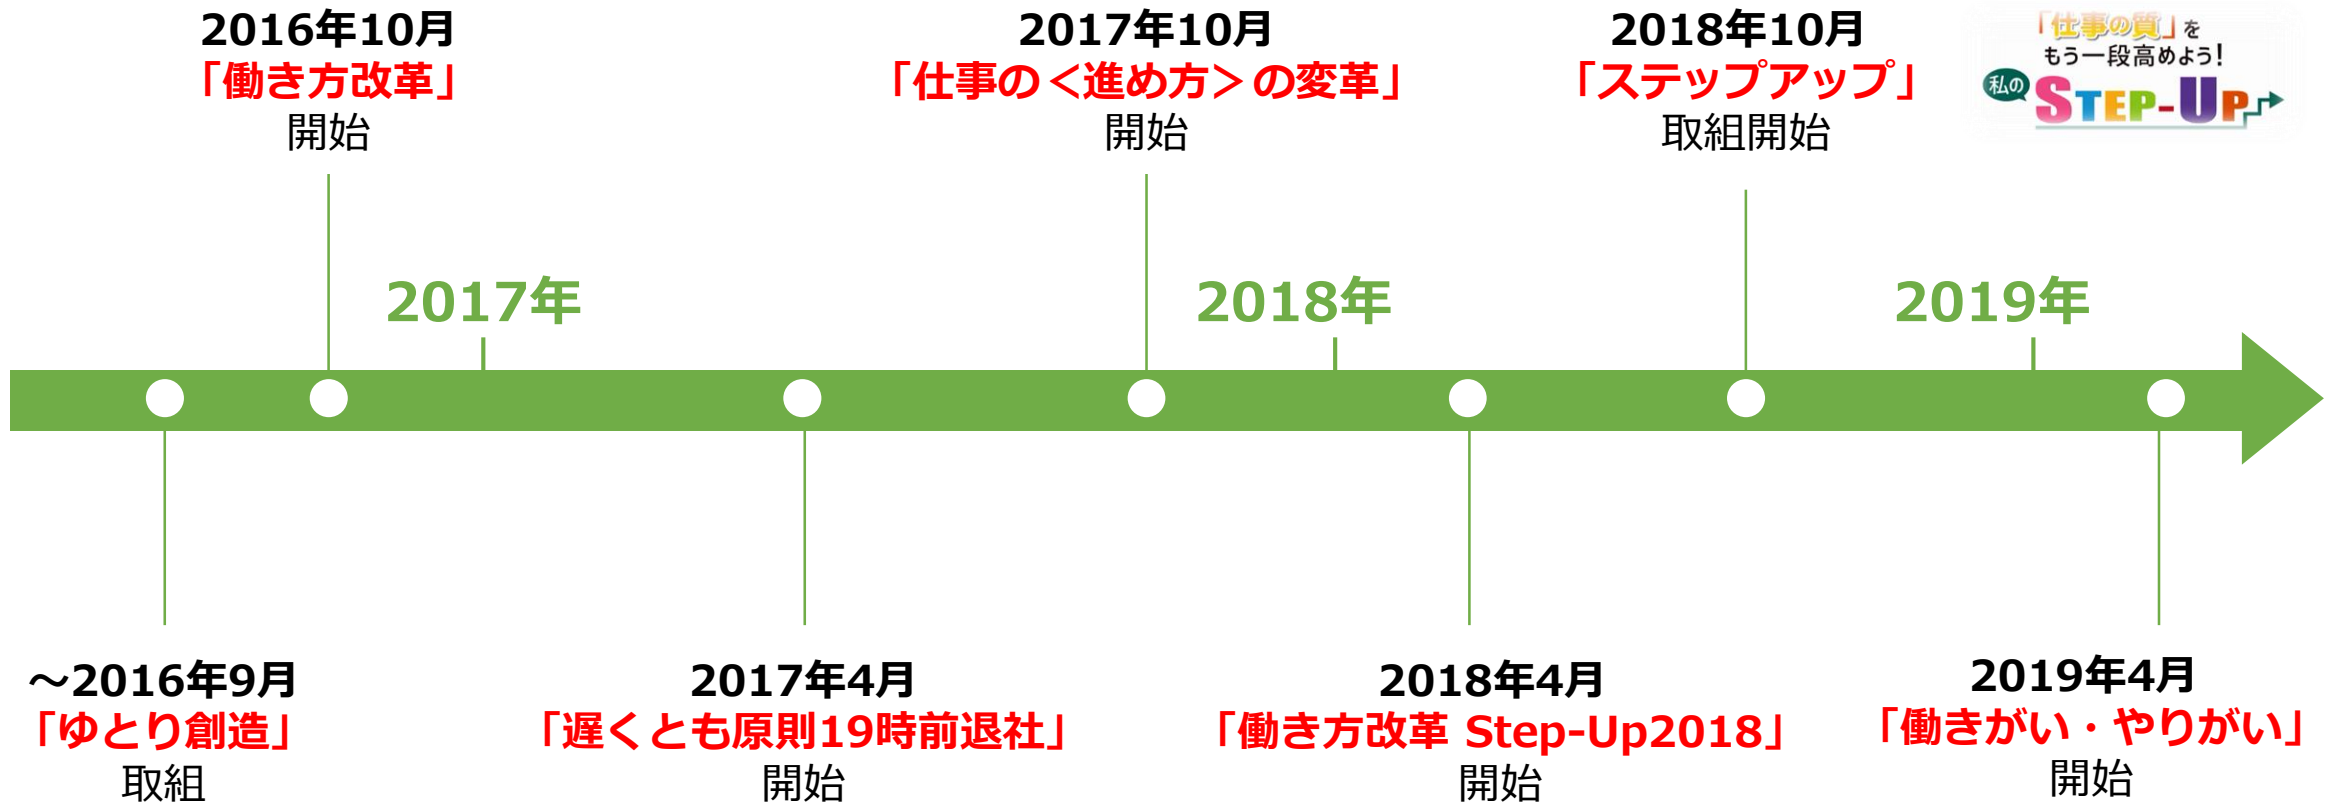 2016年10月
「働き方改革」
開始
2017年10月
「仕事の＜進め方＞の変革」
開始
2018年10月
「ステップアップ」
取組開始
「仕事の質」を
もう一段高めよう!
私の
STEP-UP
2017年
2018年
2019年
～2016年9月
「ゆとり創造」
取組
2017年4月
「遅くとも原則19時前退社」
開始
2018年4月
「働き方改革 Step-Up2018」
開始
2019年4月
「働きがい・やりがい」
開始